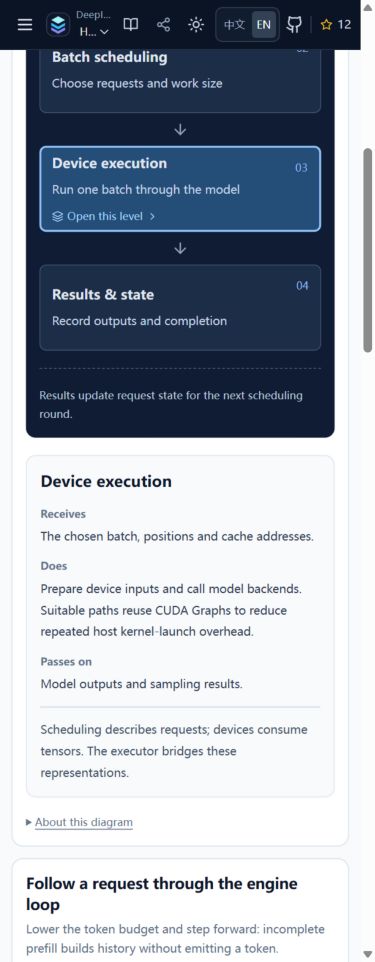 Deepl...
H...
中文
EN
12
Batch scheduling
Choose requests and work size
Device execution
03
Run one batch through the model
Open this level
Results & state
04
Record outputs and completion
Results update request state for the next scheduling
round.
Device execution
Receives
The chosen batch, positions and cache addresses.
Does
Prepare device inputs and call model backends.
Suitable paths reuse CUDA Graphs to reduce
repeated host kernel-launch overhead.
Passes on
Model outputs and sampling results.
Scheduling describes requests; devices consume
tensors. The executor bridges these
representations.
About this diagram
Follow a request through the engine
loop
Lower the token budget and step forward: incomplete
prefill builds history without emitting a token.